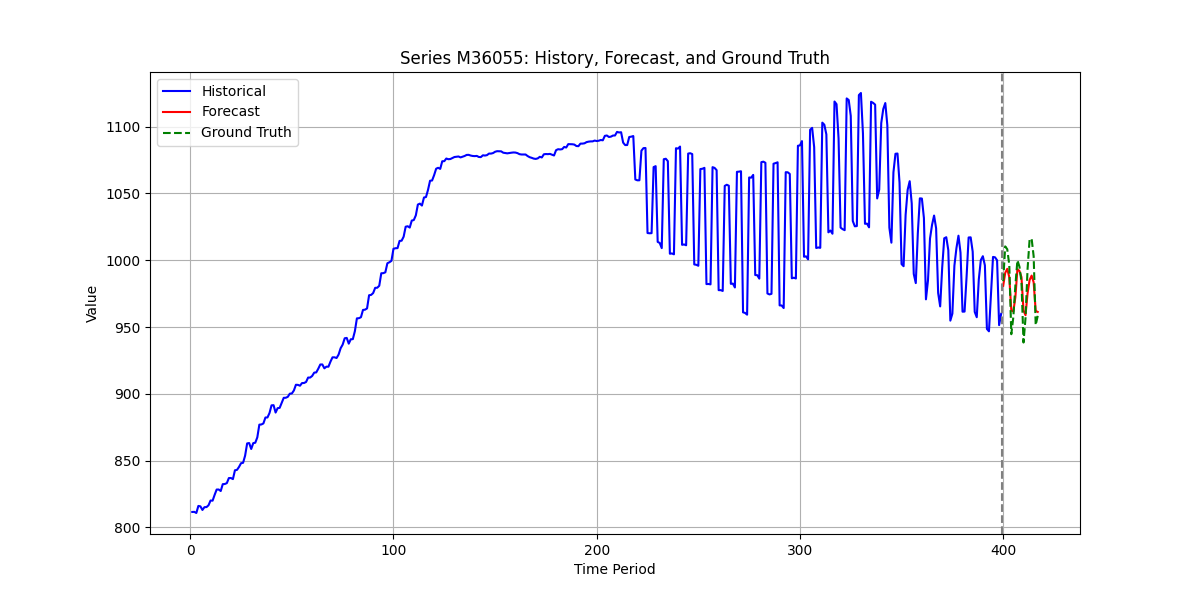 Series M36055: History, Forecast, and Ground Truth
Historical
Forecast
Ground Truth
1100
1050
1000
950
900
850
800
Value
0
100
200
300
400
Time Period